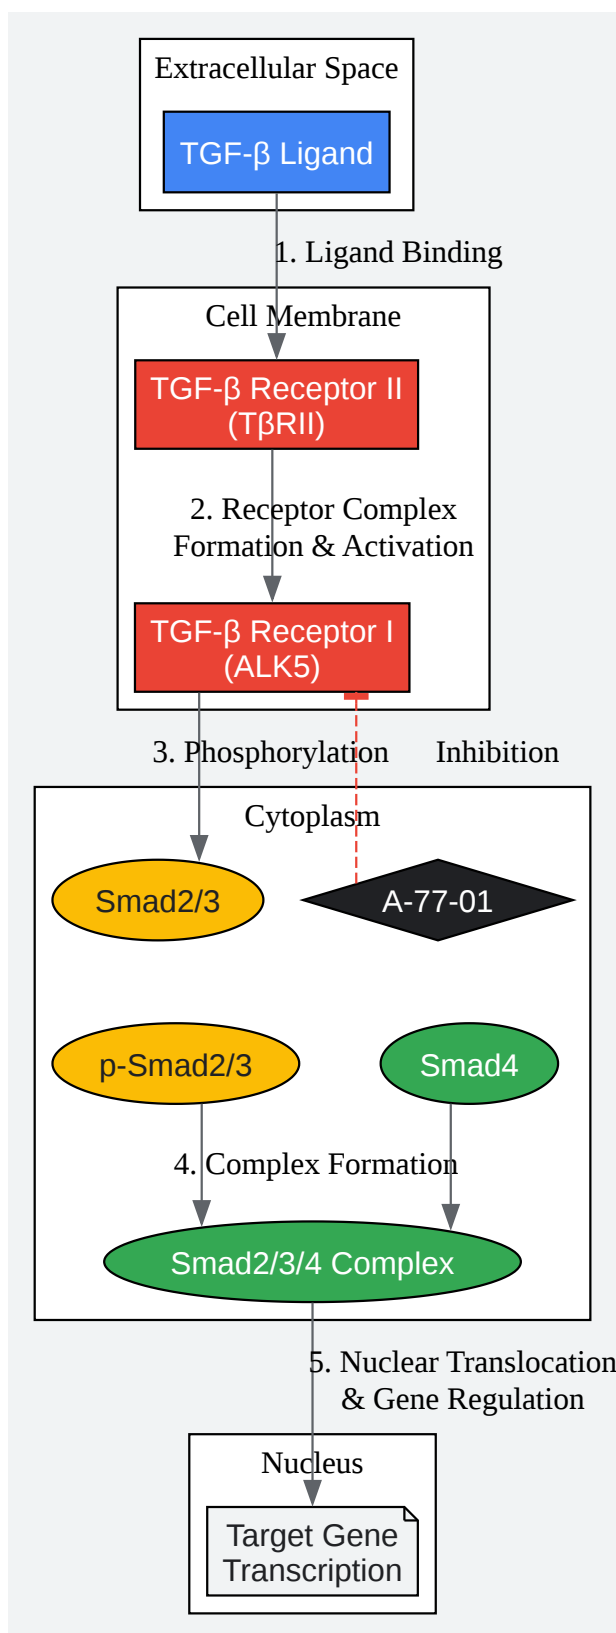 Extracellular Space
TGF-β Ligand
1. Ligand Binding
Cell Membrane
TGF-β Receptor II
(TβRII)
2. Receptor Complex
Formation & Activation
TGF-β Receptor I
(ALK5)
3. Phosphorylation
Inhibition
Cytoplasm
Smad2/3
A-77-01
p-Smad2/3
Smad4
4. Complex Formation
Smad2/3/4 Complex
5. Nuclear Translocation
& Gene Regulation
Nucleus
Target Gene
Transcription